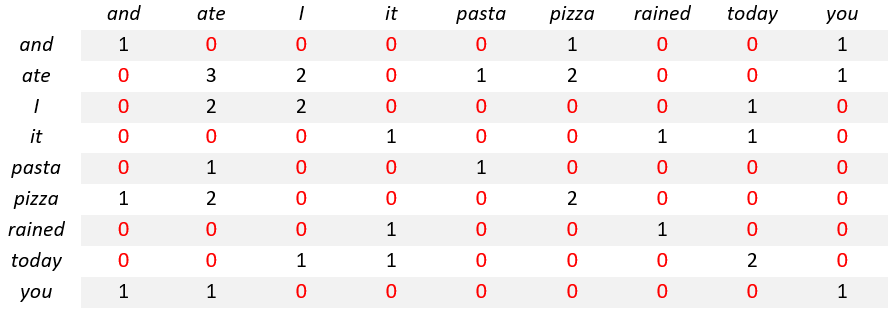 and ate I it pasta pizza rained today you
and 1 0 0 0 0 1 0 0 1
ate 0 3 2 0 1 2 0 0 1
I 0 2 2 0 0 0 0 1 0
it 0 0 0 1 0 0 1 1 0
pasta 0 1 0 0 1 0 0 0 0
pizza 1 2 0 0 0 2 0 0 0
rained 0 0 0 1 0 0 1 0 0
today 0 0 1 1 0 0 0 2 0
you 1 1 0 0 0 0 0 0 1